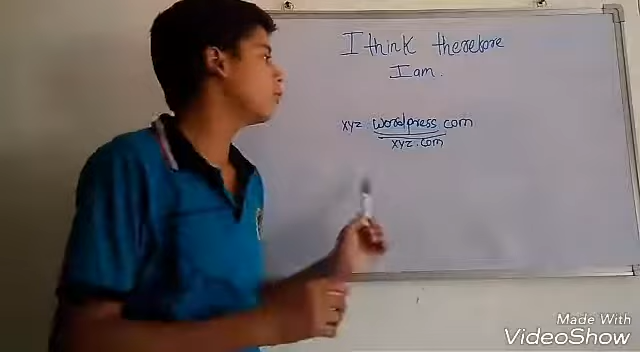 I think therefore
I am.
xyz.wordpress com
xyz.com
Made With
VideoShow